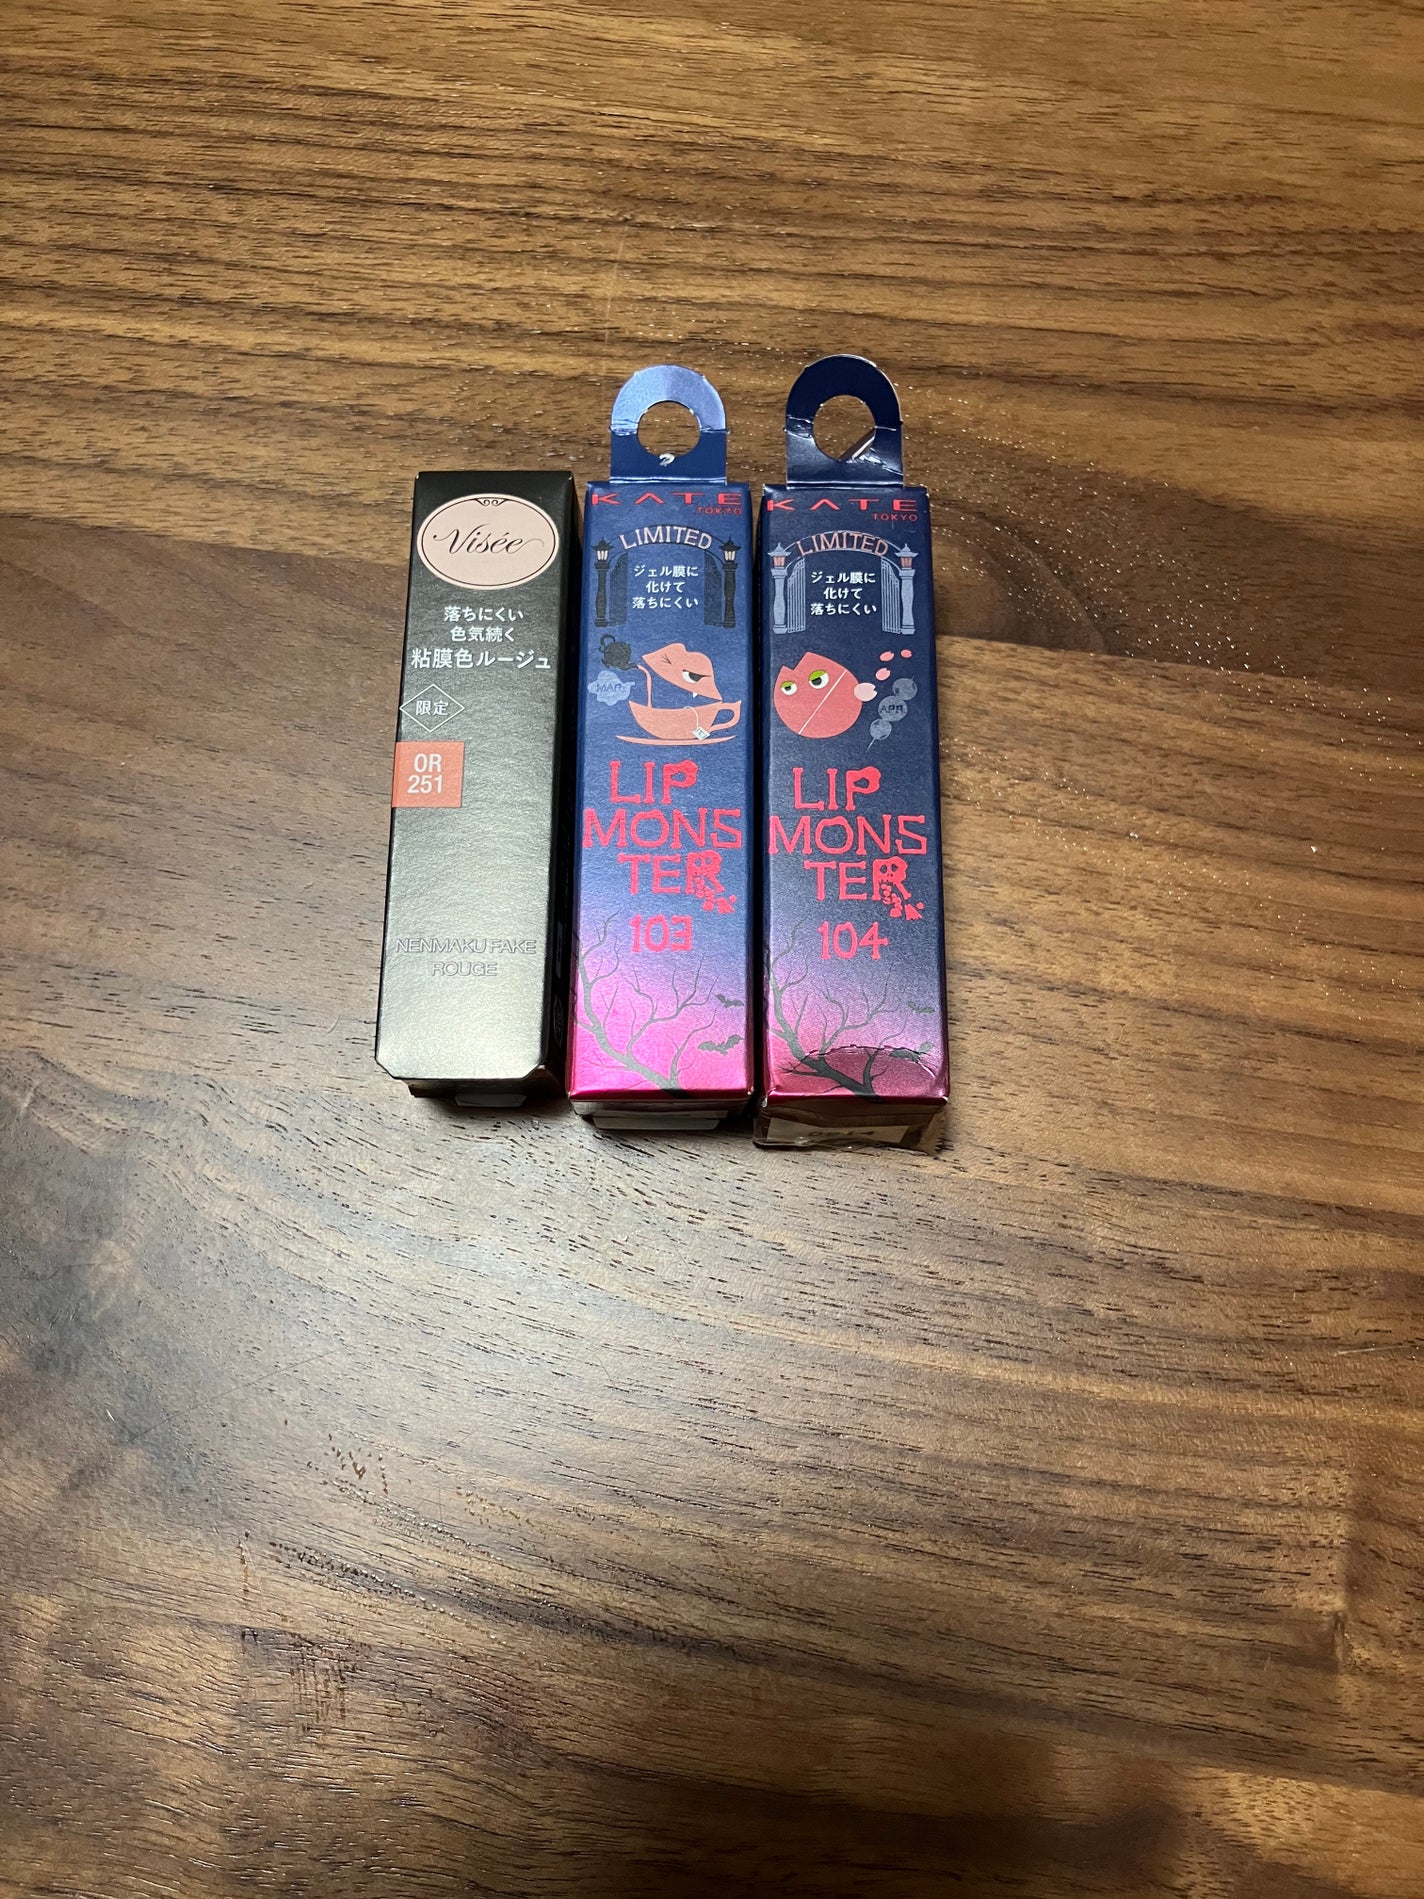 Visée
落ちにくい
色気続く
粘膜色ルージュ
限定
OR
251
NENMAKU FAKE
ROUGE
KATE
TOKYO
LIMITED
ジェル膜に
化けて
落ちにくい
MAR.
LIP
MONS
TER
103
KATE
TOKYO
LIMITED
ジェル膜に
化けて
落ちにくい
APR.
LIP
MONS
TER
104